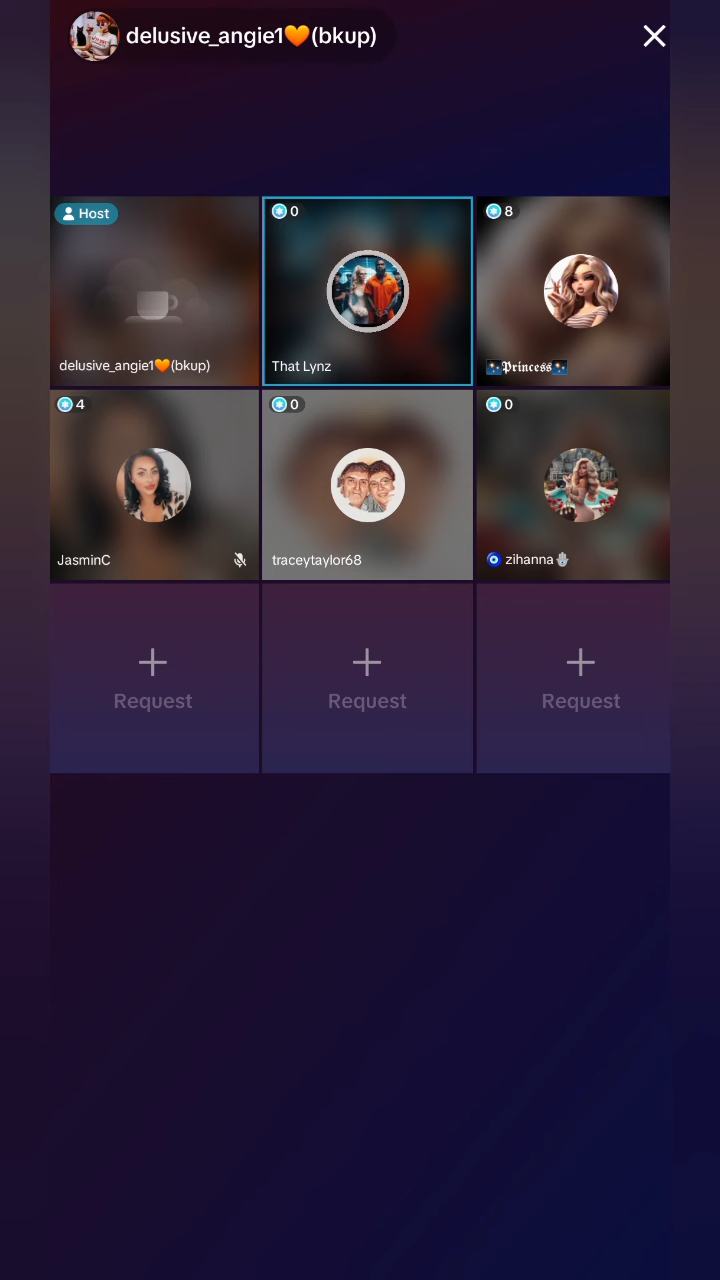 delusive_angie1🧡(bkup)
Host
0
8
delusive_angie1🧡(bkup)
That Lynz
🌠𝕻𝖗𝖎𝖓𝖈𝖊𝖘𝖘🌠
4
0
0
JasminC
traceytaylor68
🧿zihanna🪬
Request
Request
Request